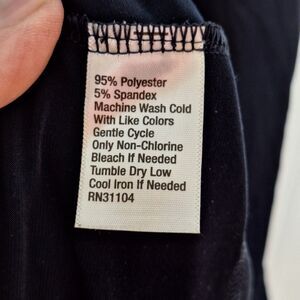 95% Polyester
5% Spandex
Machine Wash Cold
With Like Colors
Gentle Cycle
Only Non-Chlorine
Bleach If Needed
Tumble Dry Low
Cool Iron If Needed
RN31104